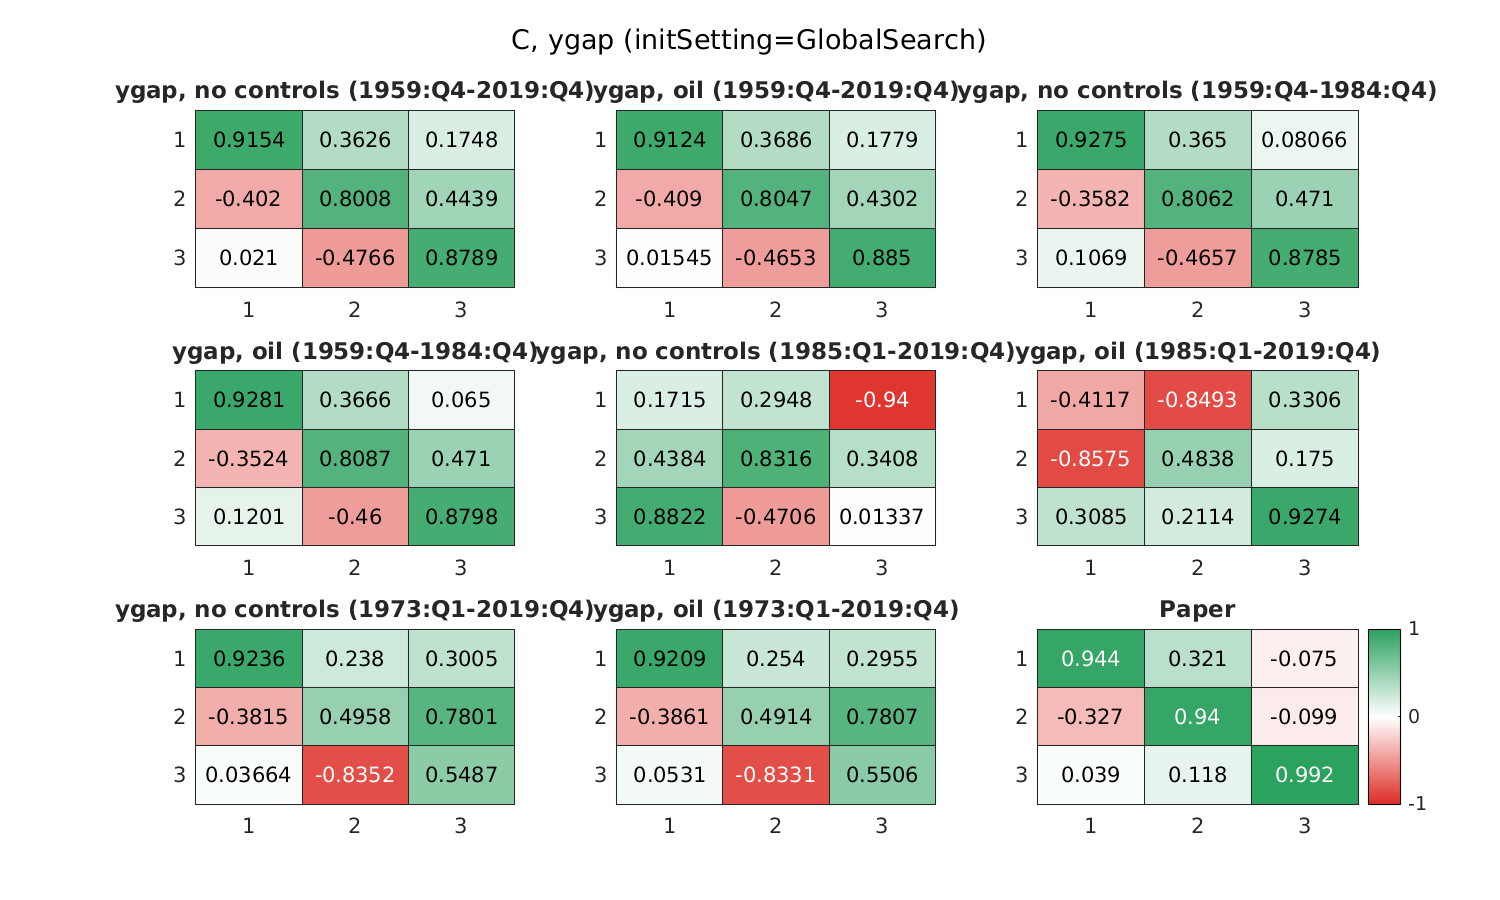 C, ygap (initSetting=GlobalSearch)
ygap, no controls (1959:Q4-2019:Q4)
1 0.9154 0.3626 0.1748
2 -0.402 0.8008 0.4439
3 0.021 -0.4766 0.8789
1 2 3
ygap, oil (1959:Q4-2019:Q4)
1 0.9124 0.3686 0.1779
2 -0.409 0.8047 0.4302
3 0.01545 -0.4653 0.885
1 2 3
ygap, no controls (1959:Q4-1984:Q4)
1 0.9275 0.365 0.08066
2 -0.3582 0.8062 0.471
3 0.1069 -0.4657 0.8785
1 2 3
ygap, oil (1959:Q4-1984:Q4)
1 0.9281 0.3666 0.065
2 -0.3524 0.8087 0.471
3 0.1201 -0.46 0.8798
1 2 3
ygap, no controls (1985:Q1-2019:Q4)
1 0.1715 0.2948 -0.94
2 0.4384 0.8316 0.3408
3 0.8822 -0.4706 0.01337
1 2 3
ygap, oil (1985:Q1-2019:Q4)
1 -0.4117 -0.8493 0.3306
2 -0.8575 0.4838 0.175
3 0.3085 0.2114 0.9274
1 2 3
ygap, no controls (1973:Q1-2019:Q4)
1 0.9236 0.238 0.3005
2 -0.3815 0.4958 0.7801
3 0.03664 -0.8352 0.5487
1 2 3
ygap, oil (1973:Q1-2019:Q4)
1 0.9209 0.254 0.2955
2 -0.3861 0.4914 0.7807
3 0.0531 -0.8331 0.5506
1 2 3
Paper
1 0.944 0.321 -0.075
2 -0.327 0.94 -0.099
3 0.039 0.118 0.992
1 2 3
1
0
-1